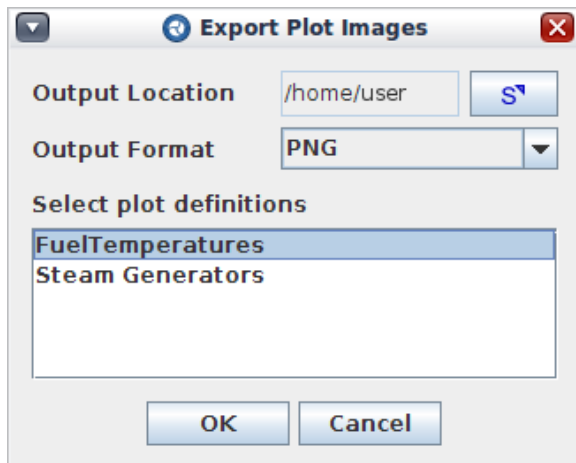 Export Plot Images
Output Location /home/user S
Output Format PNG
Select plot definitions
FuelTemperatures
Steam Generators
OK Cancel